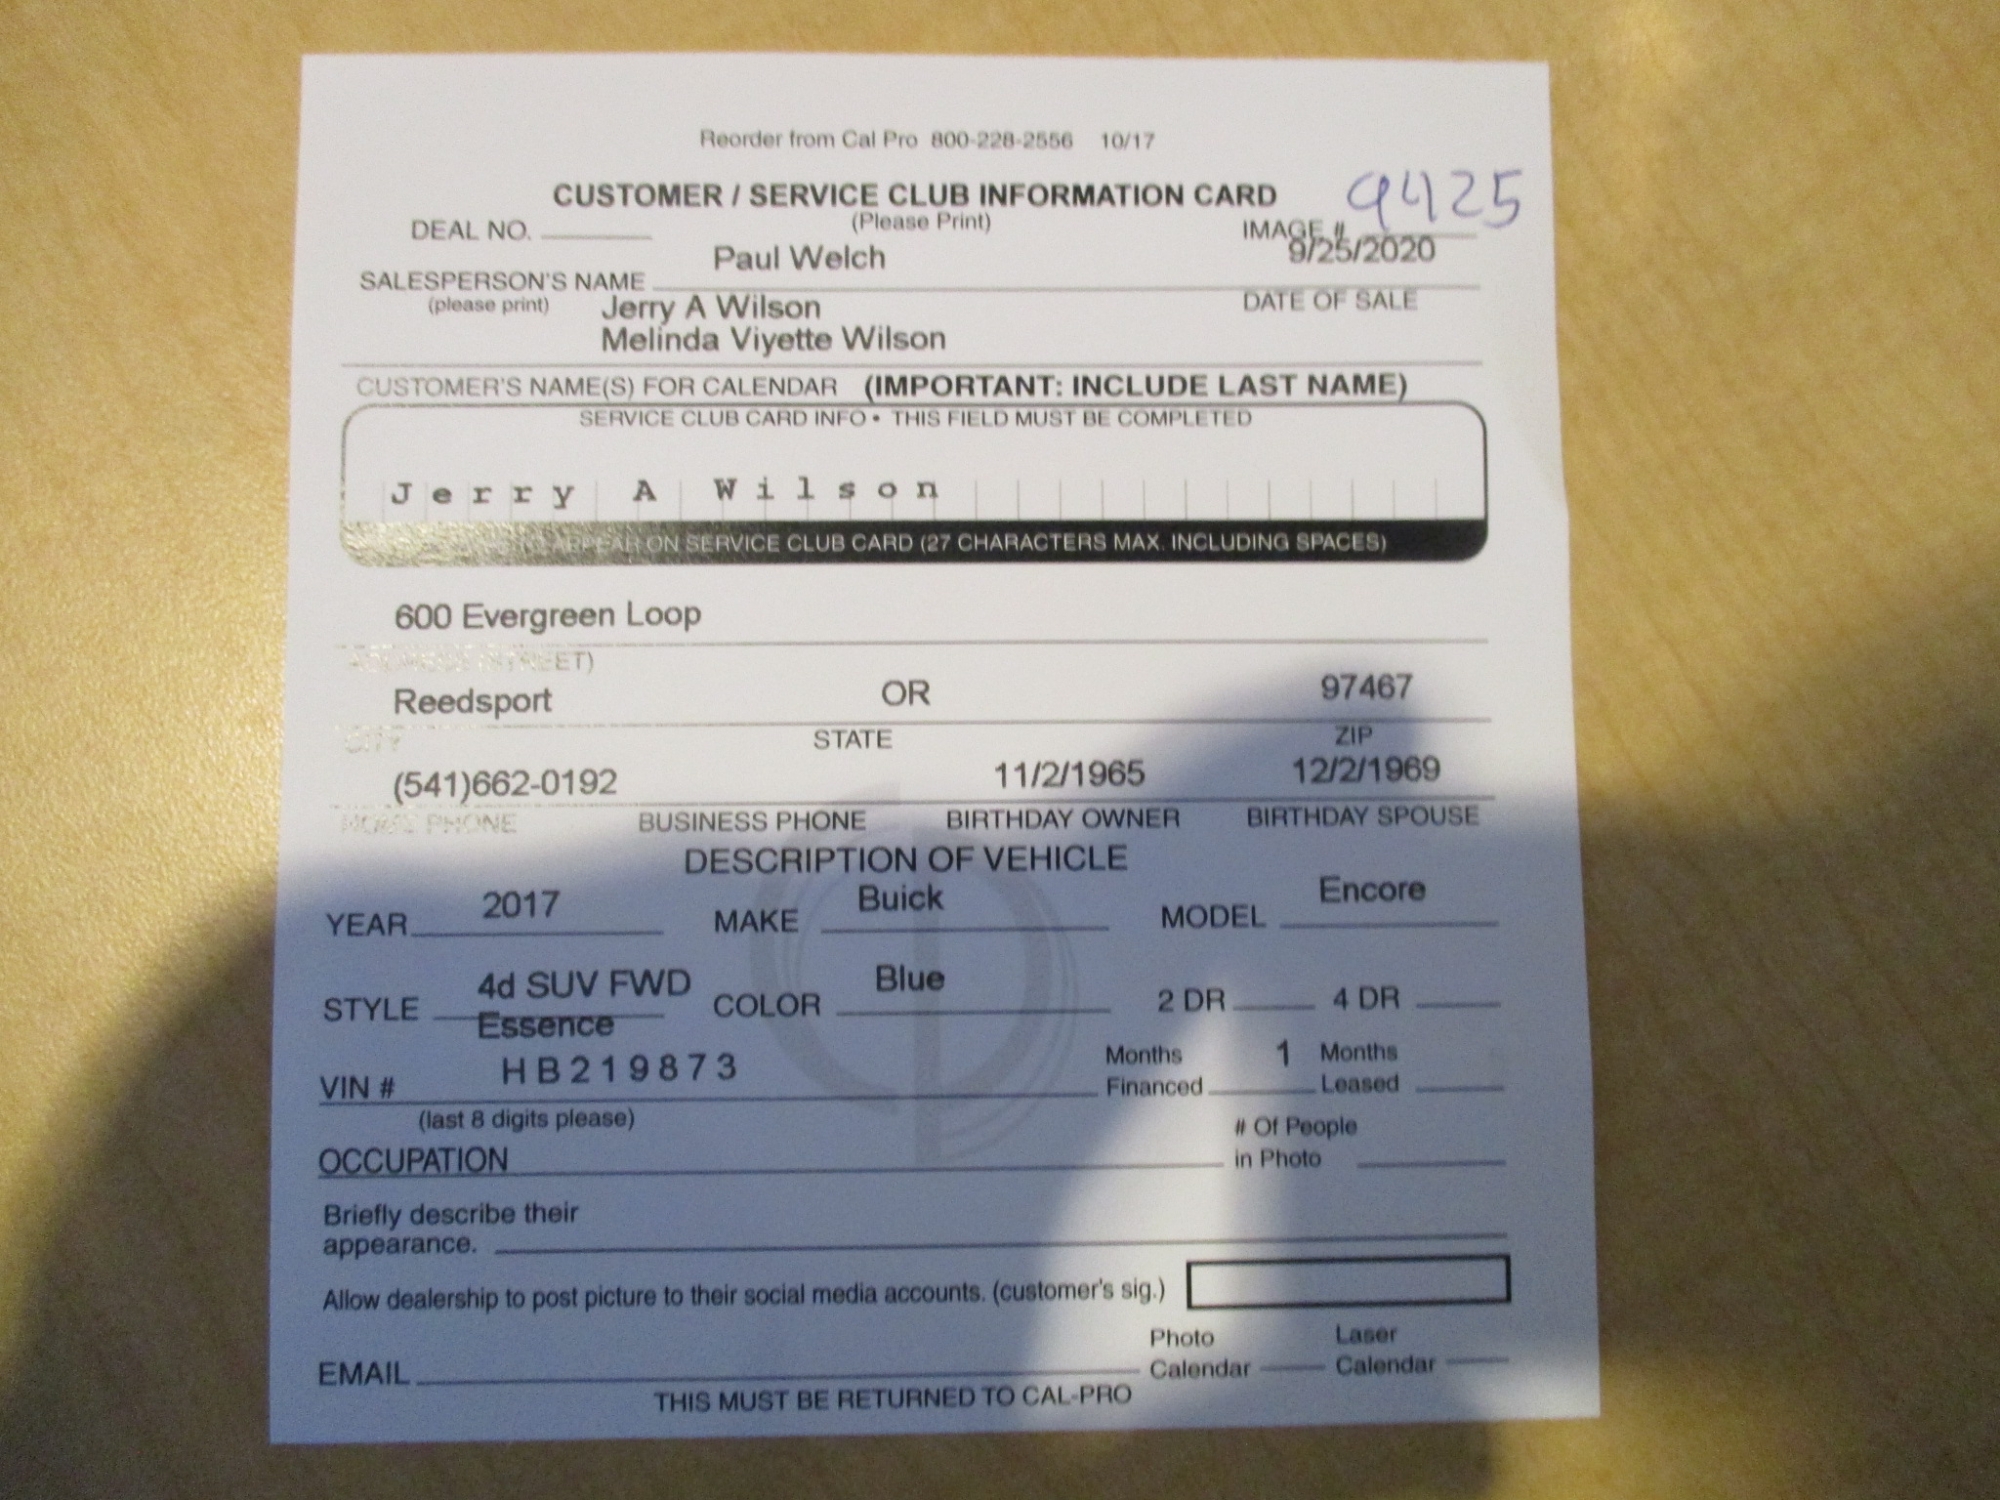 Reorder from Cal Pro 800-228-2556 10/17
CUSTOMER / SERVICE CLUB INFORMATION CARD 9425
DEAL NO. (Please Print) IMAGE #
Paul Welch 9/25/2020
SALESPERSON'S NAME
(please print) Jerry A Wilson DATE OF SALE
Melinda Viyette Wilson
CUSTOMER'S NAME(S) FOR CALENDAR (IMPORTANT: INCLUDE LAST NAME)
SERVICE CLUB CARD INFO • THIS FIELD MUST BE COMPLETED
Jerry A Wilson
TO APPEAR ON SERVICE CLUB CARD (27 CHARACTERS MAX. INCLUDING SPACES)
600 Evergreen Loop
ADDRESS (STREET)
Reedsport OR 97467
CITY STATE ZIP
(541)662-0192 11/2/1965 12/2/1969
HOME PHONE BUSINESS PHONE BIRTHDAY OWNER BIRTHDAY SPOUSE
DESCRIPTION OF VEHICLE
YEAR 2017 MAKE Buick MODEL Encore
STYLE 4d SUV FWD COLOR Blue 2 DR 4 DR
Essence
VIN # HB219873 Months Financed 1 Months Leased
(last 8 digits please)
OCCUPATION # Of People in Photo
Briefly describe their
appearance.
Allow dealership to post picture to their social media accounts. (customer's sig.)
EMAIL Photo Calendar Laser Calendar
THIS MUST BE RETURNED TO CAL-PRO